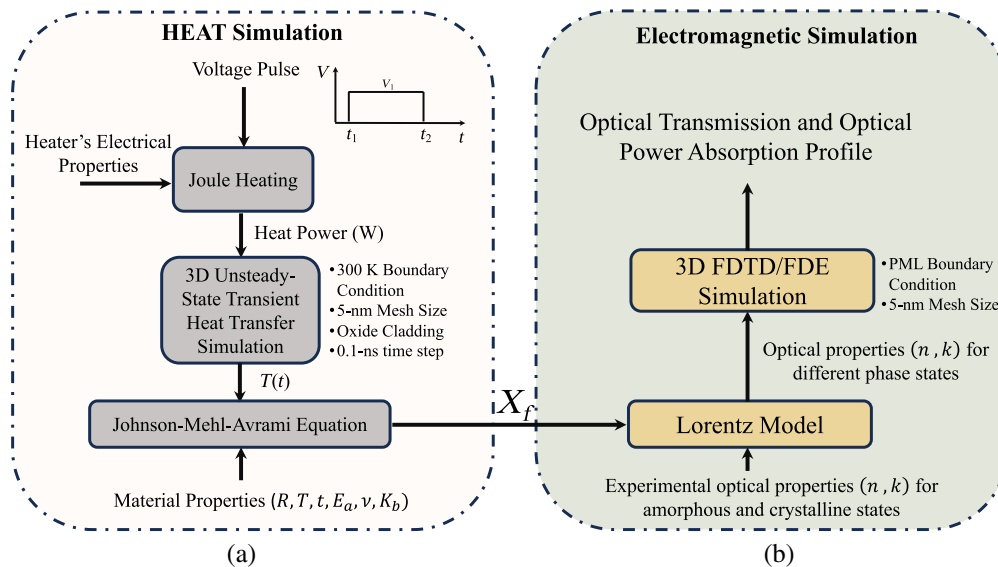 HEAT Simulation
Voltage Pulse
V
V₁
t₁
t₂
t
Heater's Electrical
Properties
Joule Heating
Heat Power (W)
3D Unsteady-
State Transient
Heat Transfer
Simulation
•300 K Boundary
Condition
•5-nm Mesh Size
•Oxide Cladding
•0.1-ns time step
T(t)
Johnson-Mehl-Avrami Equation
X_f
Material Properties (R, T, t, Eₐ, ν, K_b)
(a)
Electromagnetic Simulation
Optical Transmission and Optical
Power Absorption Profile
3D FDTD/FDE
Simulation
•PML Boundary
Condition
•5-nm Mesh Size
Optical properties (n , k) for
different phase states
Lorentz Model
Experimental optical properties (n , k) for
amorphous and crystalline states
(b)